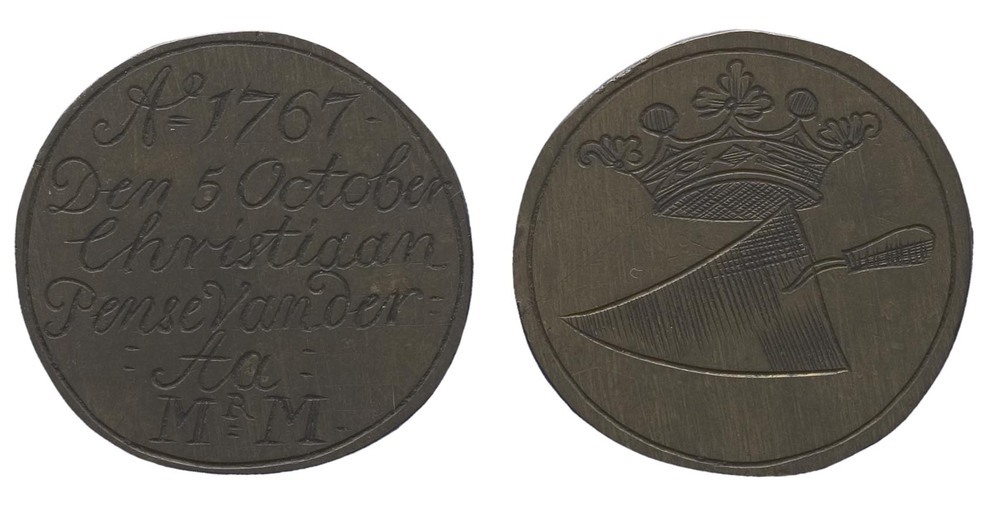 Ao 1767-
Den 5 October
Christiaan
Pense Van der-
- Aa -
MR M.